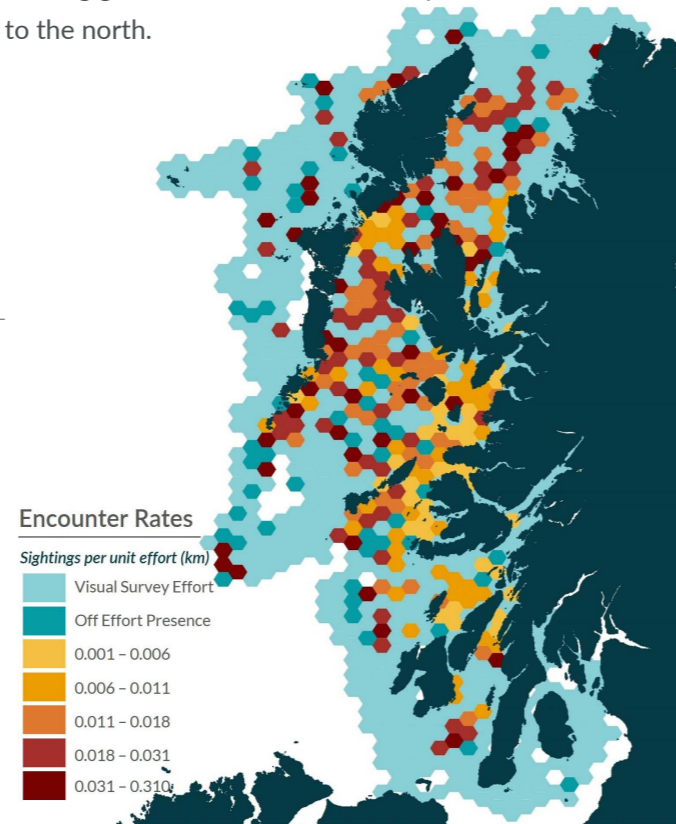 to the north.
Encounter Rates
Sightings per unit effort (km)
Visual Survey Effort
Off Effort Presence
0.001 – 0.006
0.006 – 0.011
0.011 – 0.018
0.018 – 0.031
0.031 – 0.310